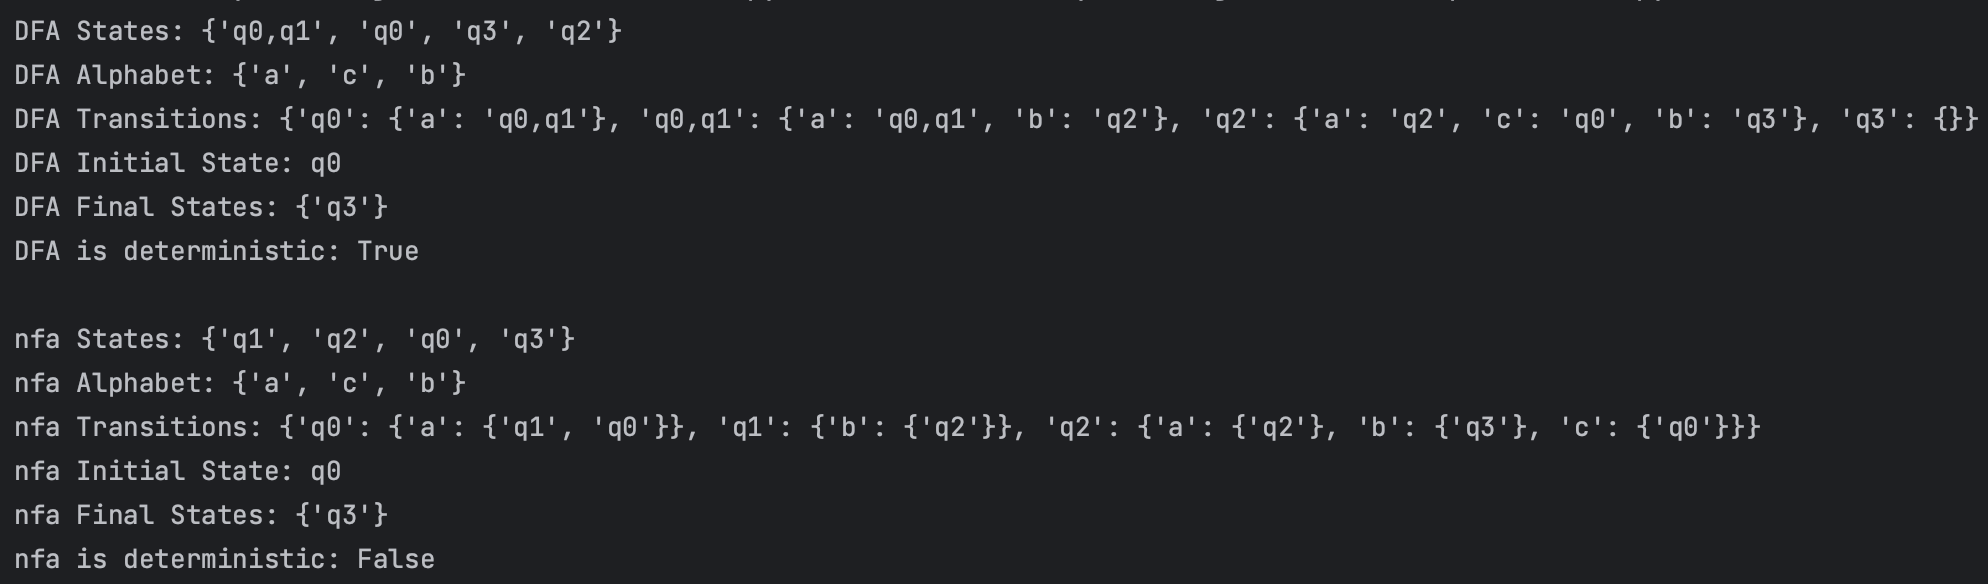 DFA States: {'q0,q1', 'q0', 'q3', 'q2'}
DFA Alphabet: {'a', 'c', 'b'}
DFA Transitions: {'q0': {'a': 'q0,q1'}, 'q0,q1': {'a': 'q0,q1', 'b': 'q2'}, 'q2': {'a': 'q2', 'c': 'q0', 'b': 'q3'}, 'q3': {}}
DFA Initial State: q0
DFA Final States: {'q3'}
DFA is deterministic: True
nfa States: {'q1', 'q2', 'q0', 'q3'}
nfa Alphabet: {'a', 'c', 'b'}
nfa Transitions: {'q0': {'a': {'q1', 'q0'}}, 'q1': {'b': {'q2'}}, 'q2': {'a': {'q2'}, 'b': {'q3'}, 'c': {'q0'}}}
nfa Initial State: q0
nfa Final States: {'q3'}
nfa is deterministic: False